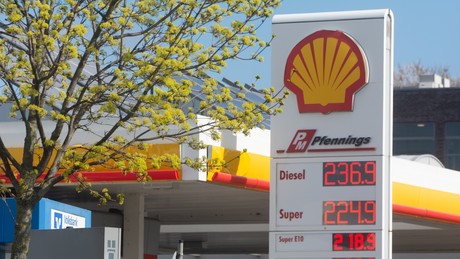 PM Pfennings
Diesel 236.9
Super 224.9
Super E10 218.9